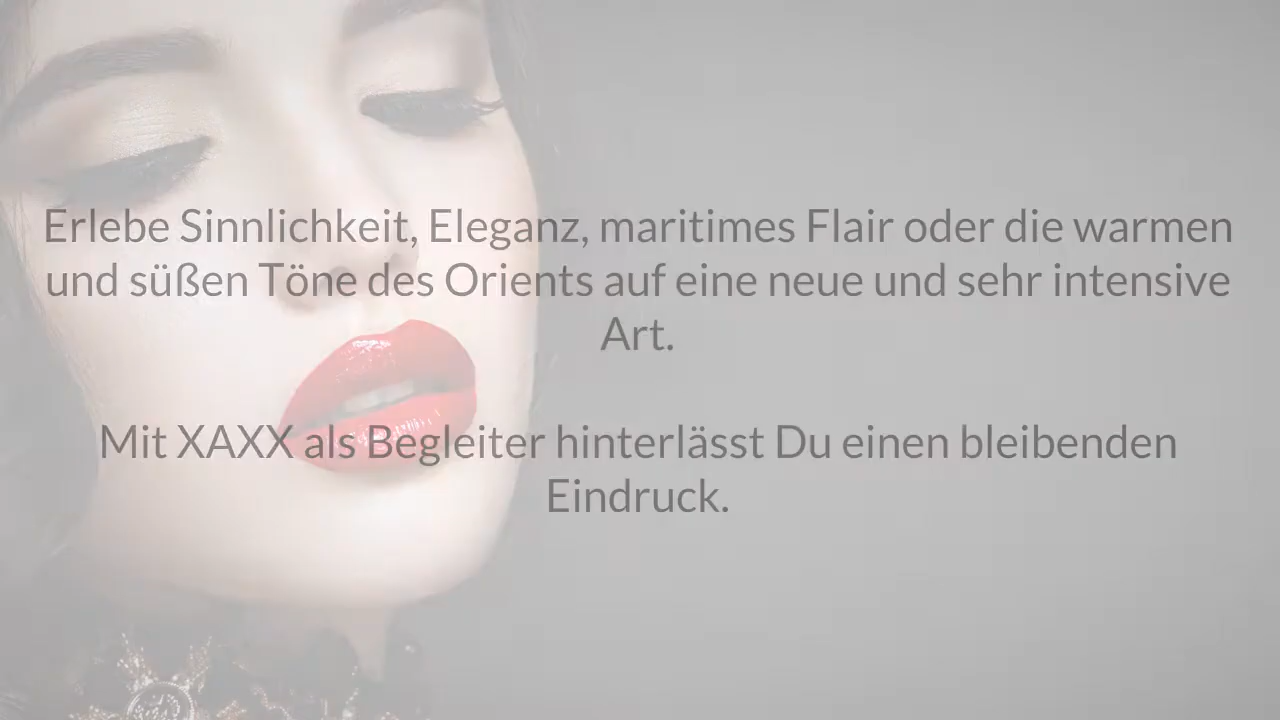 Erlebe Sinnlichkeit, Eleganz, maritimes Flair oder die warmen
und süßen Töne des Orients auf eine neue und sehr intensive
Art.
Mit XAXX als Begleiter hinterlässt Du einen bleibenden
Eindruck.